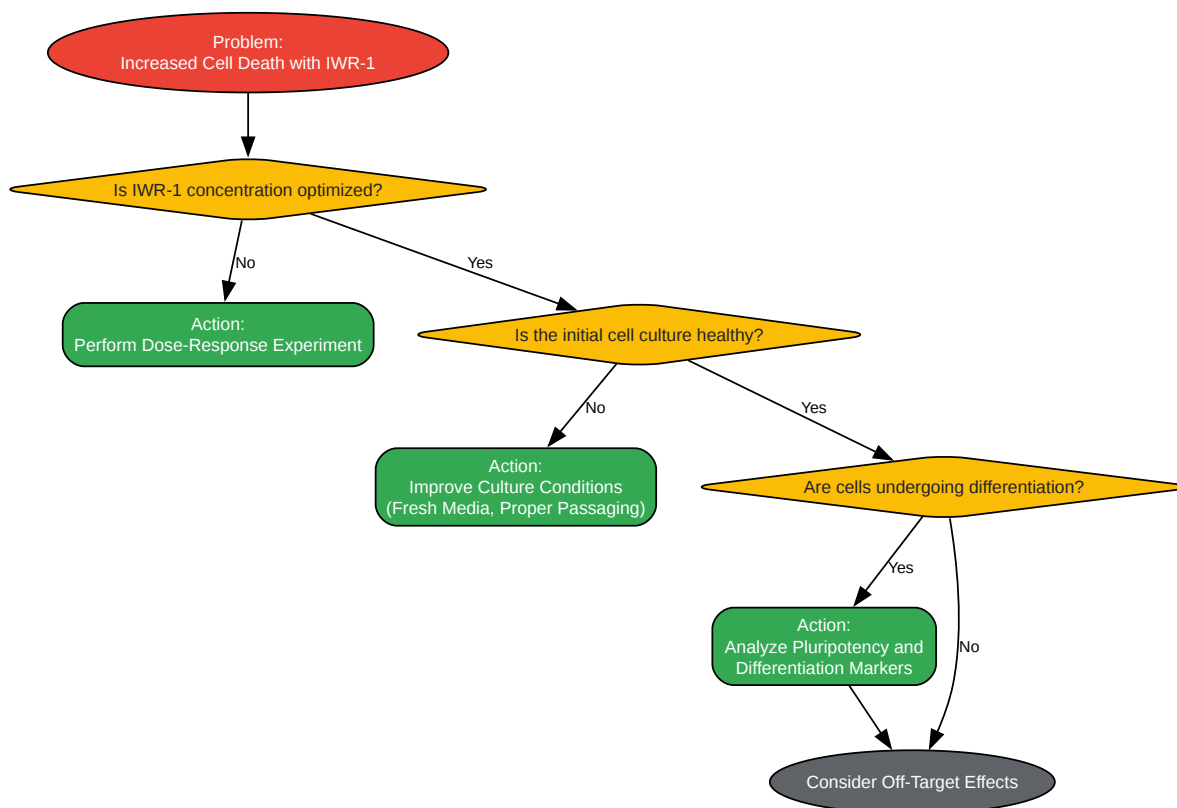 Problem:
Increased Cell Death with IWR-1
Is IWR-1 concentration optimized?
No
Yes
Action:
Perform Dose-Response Experiment
Is the initial cell culture healthy?
No
Yes
Action:
Improve Culture Conditions
(Fresh Media, Proper Passaging)
Are cells undergoing differentiation?
Yes
No
Action:
Analyze Pluripotency and
Differentiation Markers
Consider Off-Target Effects